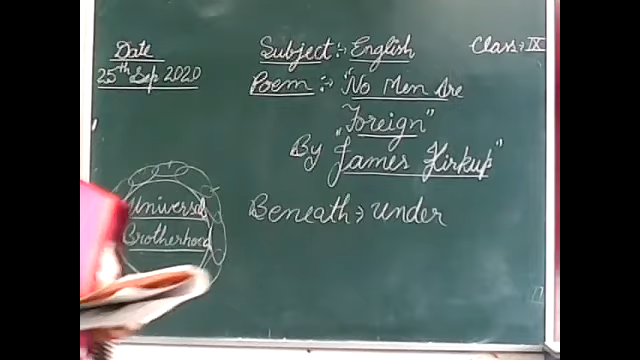 Date
25th Sep 2020
Subject:- English
Class:- IX
Poem:- "No Men Are
Foreign"
By "James Kirkup"
Universal
Brotherhood
Beneath → Under